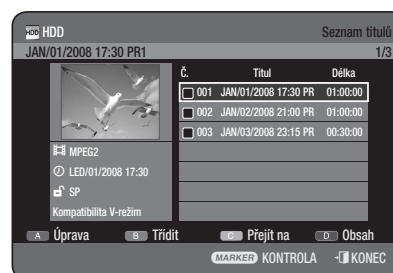 HDD HDD Seznam titulů
JAN/01/2008 17:30 PR1 1/3
Č. Titul Délka
001 JAN/01/2008 17:30 PR 01:00:00
002 JAN/02/2008 21:00 PR 01:00:00
003 JAN/03/2008 23:15 PR 00:30:00
MPEG2
LED/01/2008 17:30
SP
Kompatibilita V-režim
A Úprava B Třídit C Přejít na D Obsah
MARKER KONTROLA KONEC